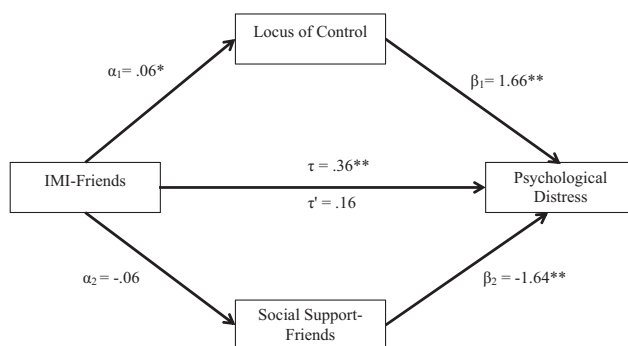 Locus of Control
α₁= .06*
β₁= 1.66**
τ = .36**
IMI-Friends
Psychological
Distress
τ' = .16
α₂ = -.06
β₂ = -1.64**
Social Support-
Friends